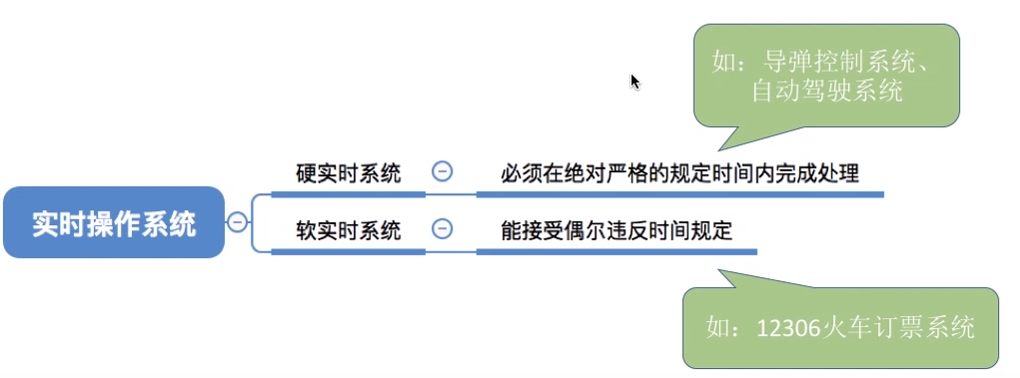 如：导弹控制系统、
自动驾驶系统
硬实时系统
必须在绝对严格的规定时间内完成处理
实时操作系统
软实时系统
能接受偶尔违反时间规定
如：12306火车订票系统